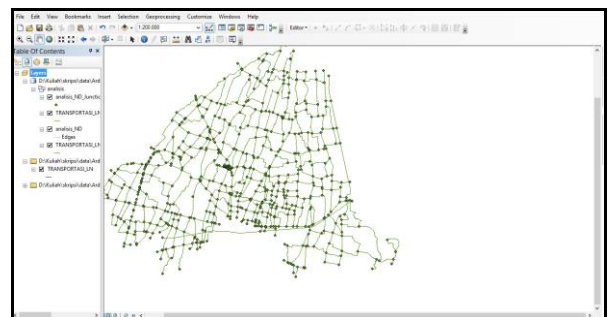 File Edit View Bookmarks Insert Selection Geoprocessing Customize Windows Help
1:200.000
Editor
Table Of Contents
Layers
D:\Kuliah\skripsi\data\Ard
analisis
analisis_ND_Junctic
TRANSPORTASI_LN
analisis_ND
Edges
TRANSPORTASI_LN
D:\Kuliah\skripsi\data\Ard
TRANSPORTASI_LN
D:\Kuliah\skripsi\data\Ard